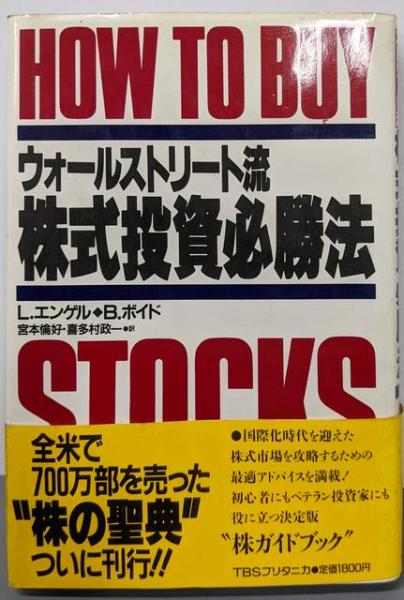 HOW TO BUY
ウォールストリート流
株式投資必勝法
L.エンゲル◆B.ボイド
宮本倫好・喜多村政一●訳
STOCKS
全米で
700万部を売った
“株の聖典”
ついに刊行!!
●国際化時代を迎えた
株式市場を攻略するための
最適アドバイスを満載!
初心者にもベテラン投資家にも
役に立つ決定版
“株ガイドブック”
TBSブリタニカ●定価1800円